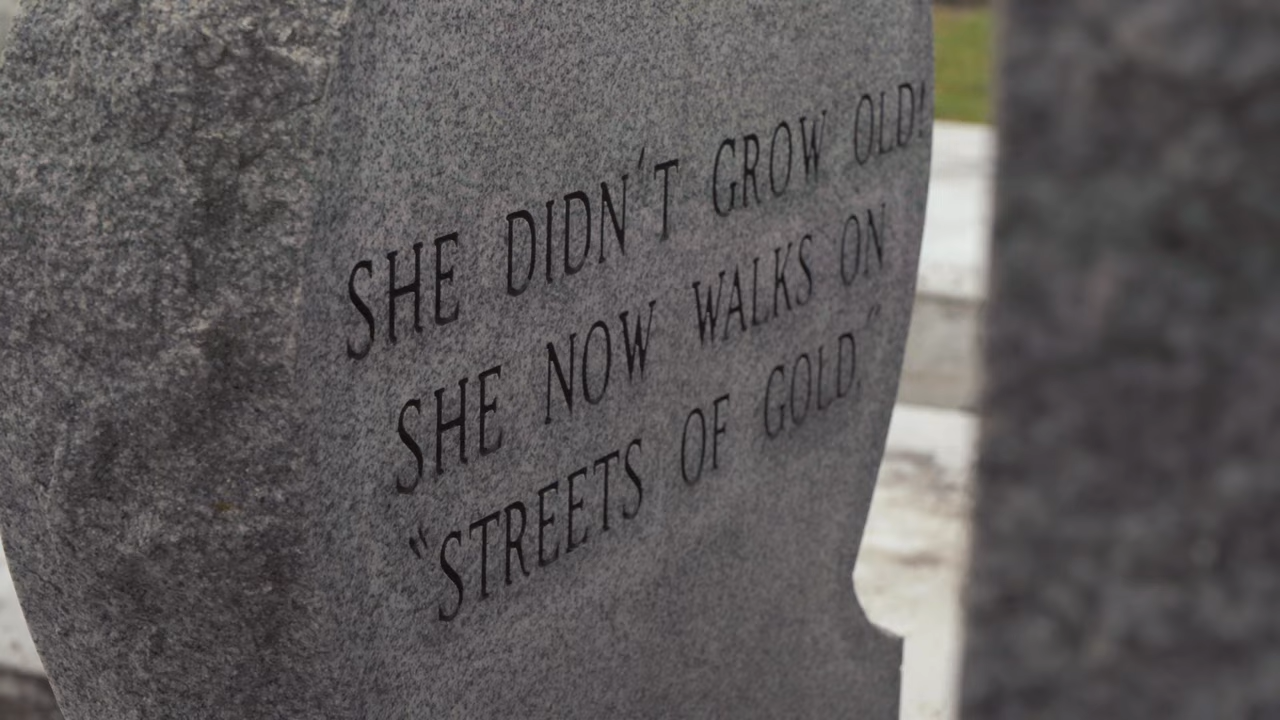 SHE DIDN'T GROW OLD!
SHE NOW WALKS ON
“STREETS OF GOLD.”